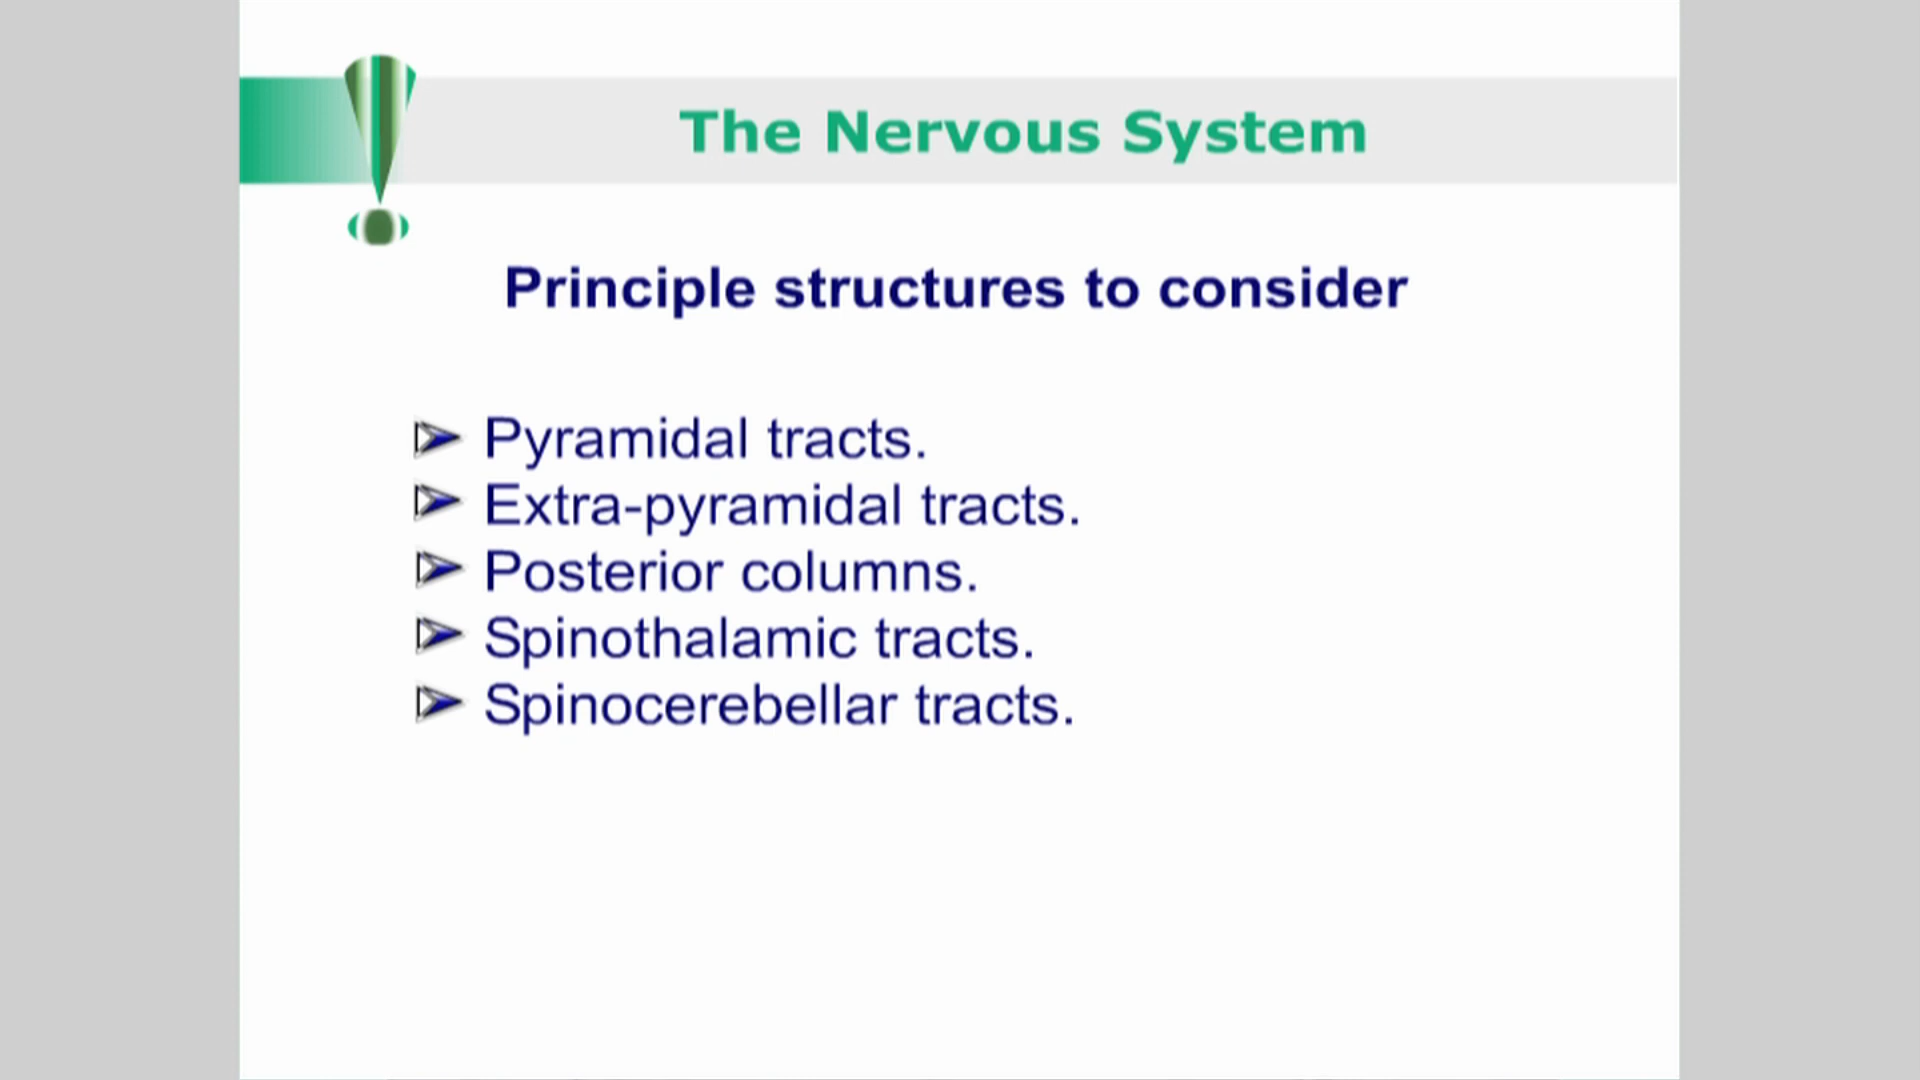 The Nervous System
Principle structures to consider
Pyramidal tracts.
Extra-pyramidal tracts.
Posterior columns.
Spinothalamic tracts.
Spinocerebellar tracts.